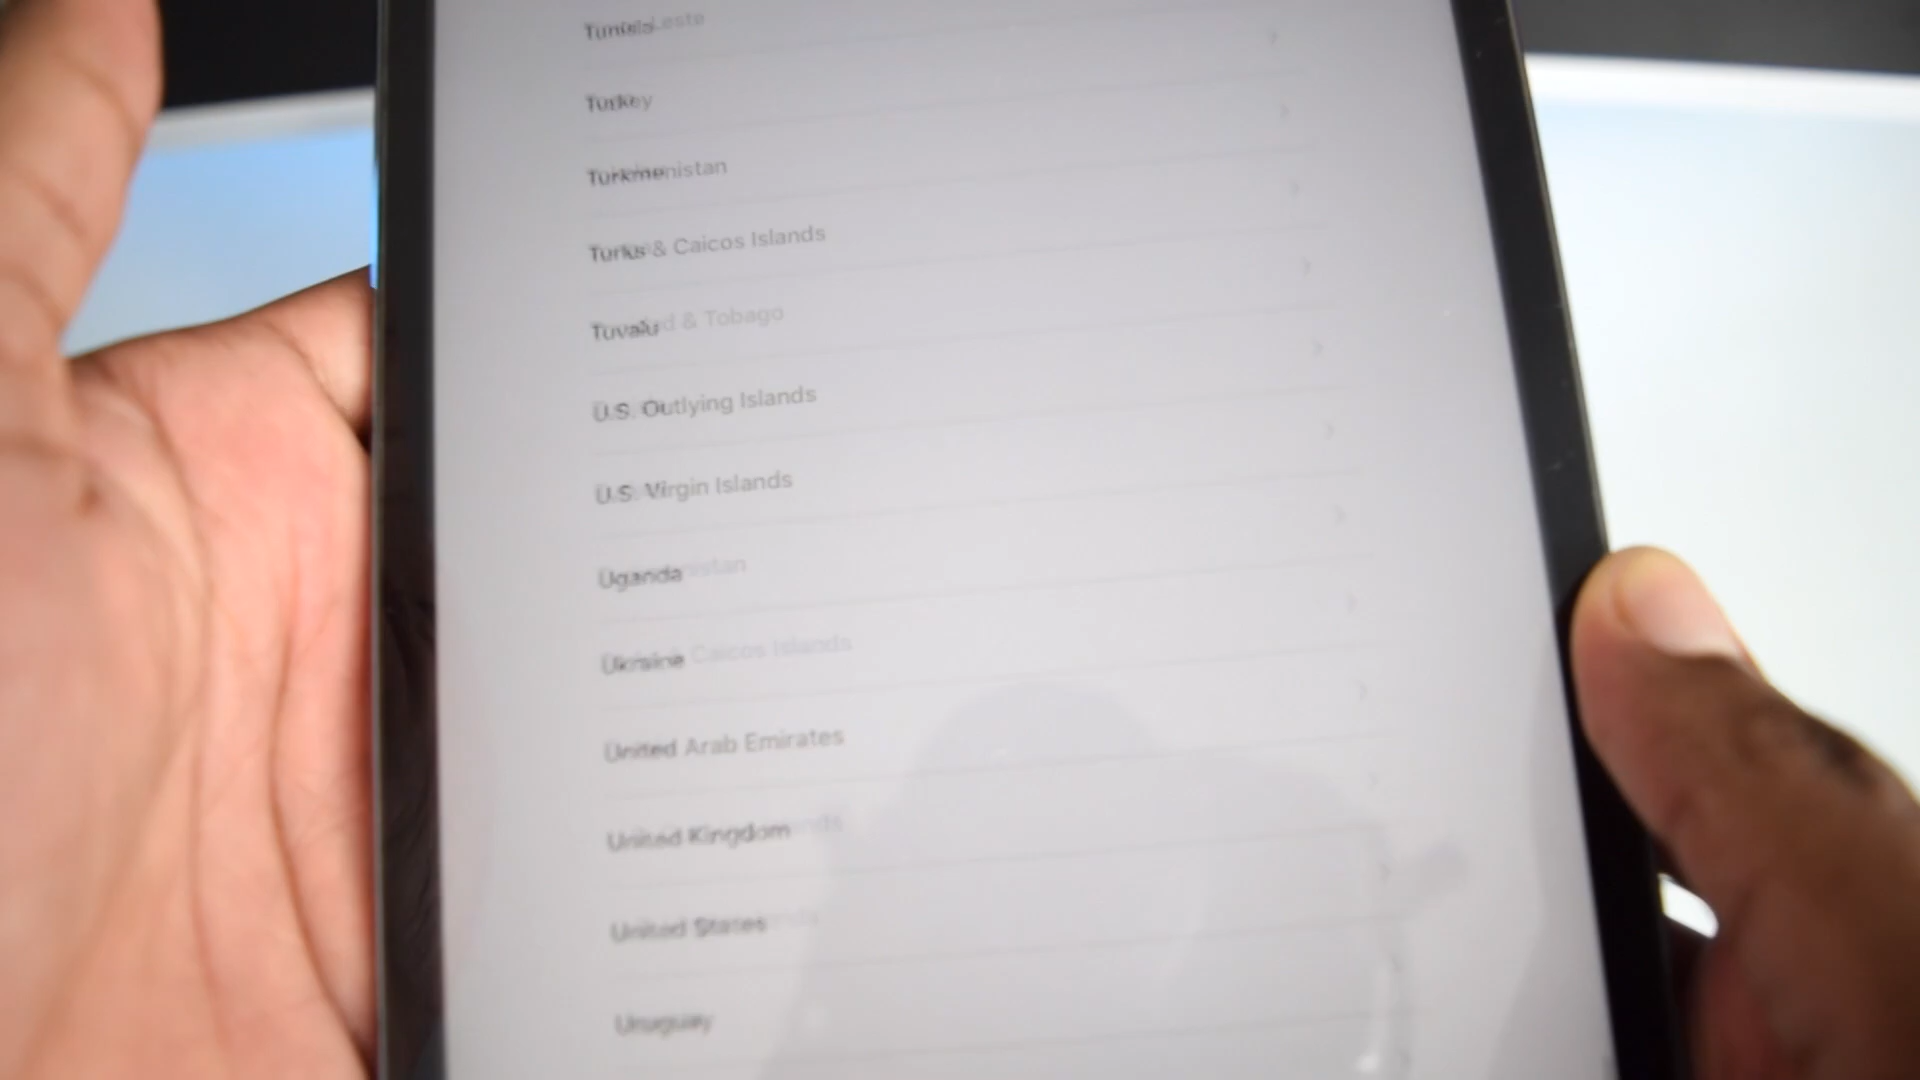 Tunisia
Turkey
Turkmenistan
Turks & Caicos Islands
Tuvalu
U.S. Outlying Islands
U.S. Virgin Islands
Uganda
Ukraine
United Arab Emirates
United Kingdom
United States
Uruguay